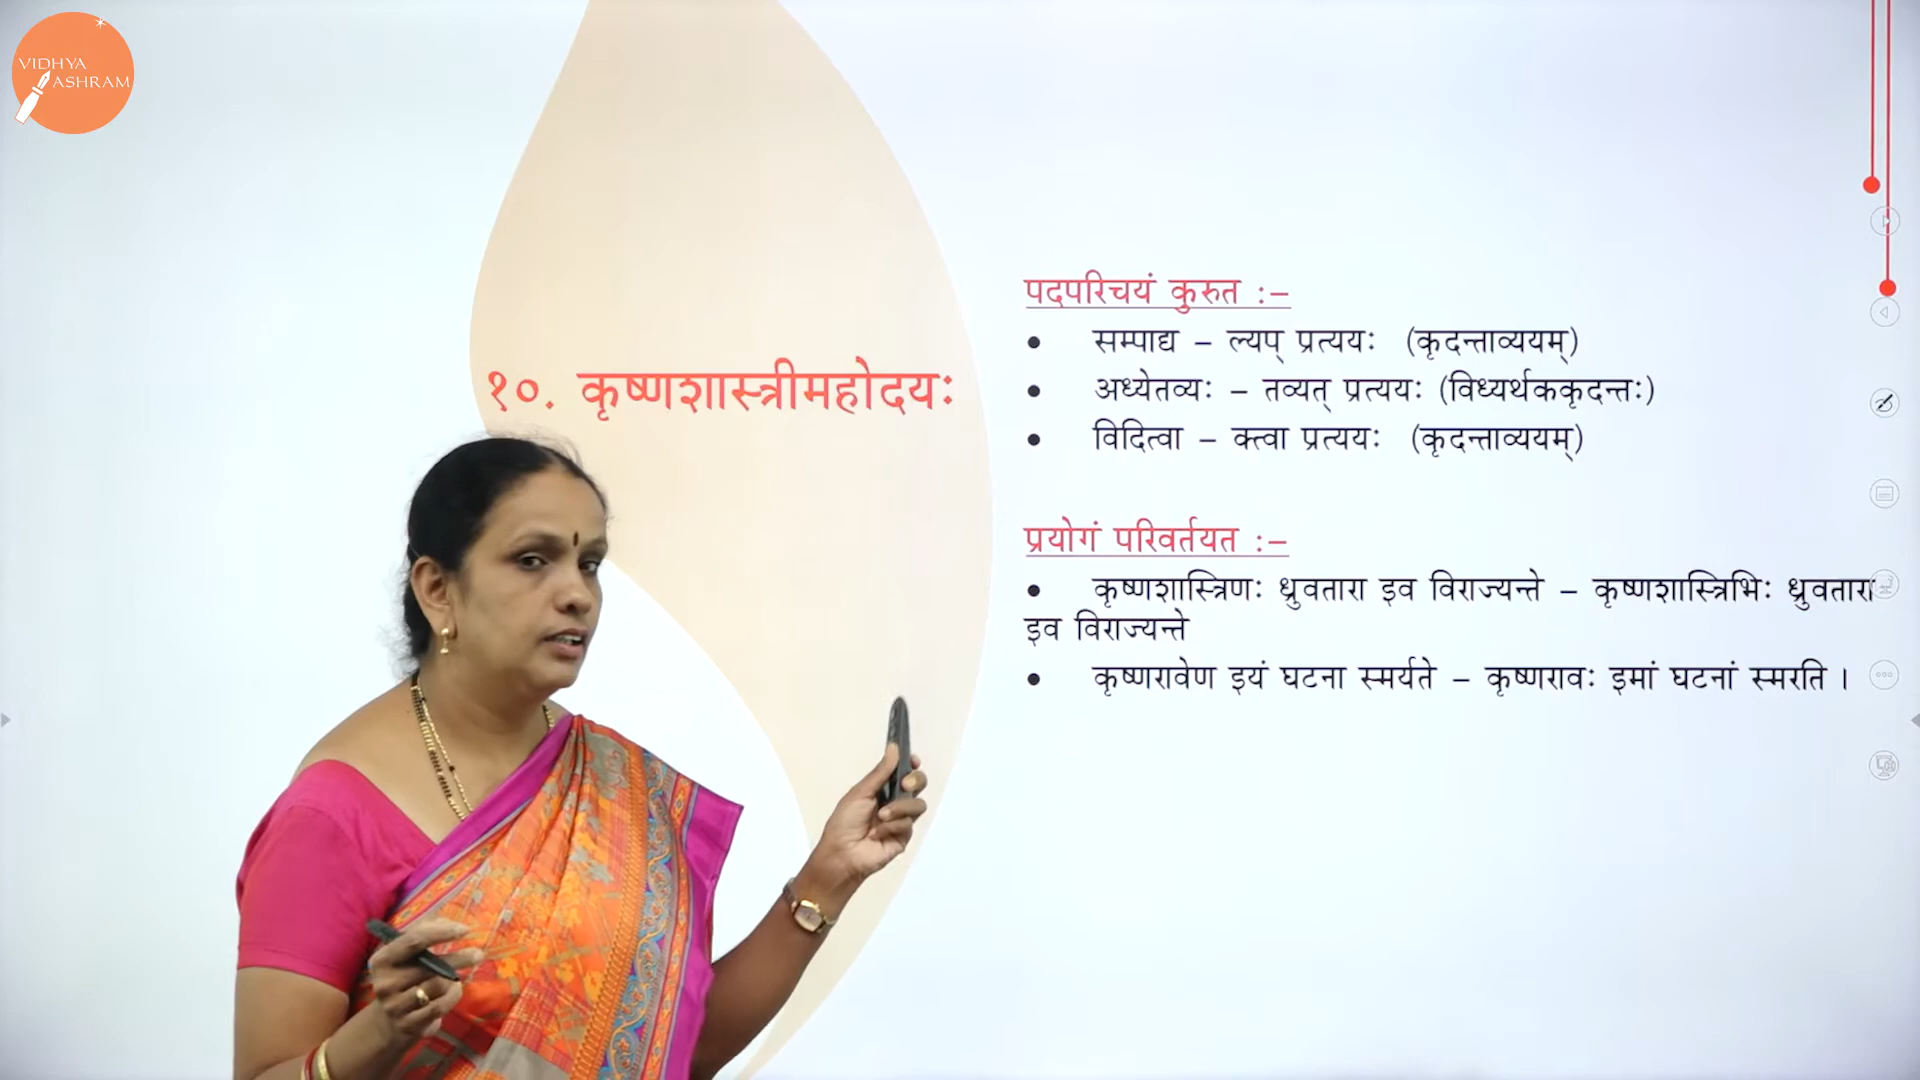 VIDHYA
ASHRAM
१०. कृष्णशास्त्रीमहोदयः
पदपरिचयं कुरुत :–
• सम्पाद्य – ल्यप् प्रत्ययः (कृदन्ताव्ययम्)
• अध्येतव्यः – तव्यत् प्रत्ययः (विध्यर्थककृदन्तः)
• विदित्वा – क्त्वा प्रत्ययः (कृदन्ताव्ययम्)
प्रयोगं परिवर्तयत :–
• कृष्णशास्त्रिणः ध्रुवतारा इव विराज्यन्ते – कृष्णशास्त्रिभिः ध्रुवतारा
इव विराज्यन्ते
• कृष्णरावेण इयं घटना स्मर्यते – कृष्णरावः इमां घटनां स्मरति ।